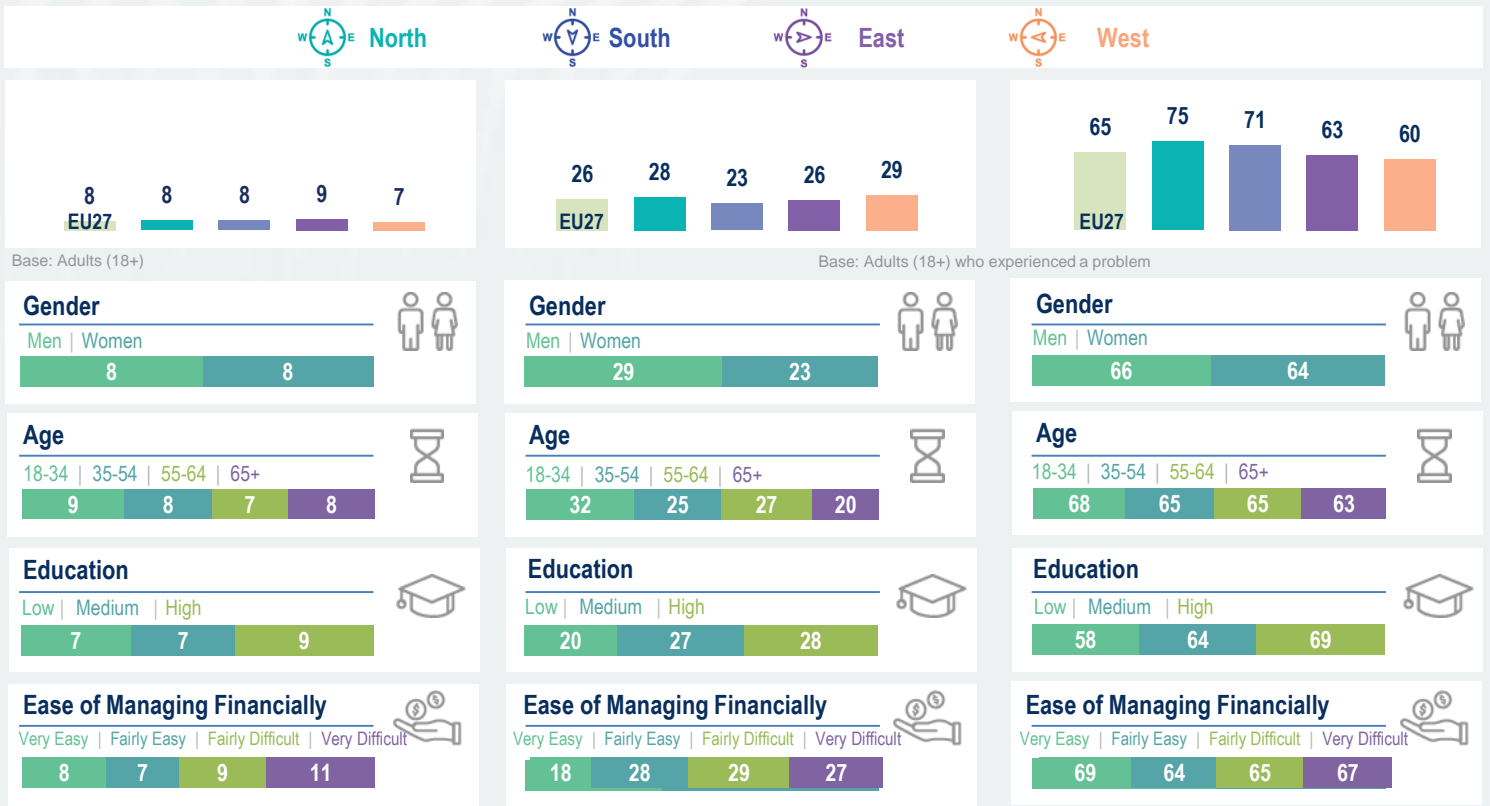 N N N N
W E North W E South W E East W E West
S S S S
8 8 8 9 7
EU27
26 28 23 26 29
EU27
65 75 71 63 60
EU27
Base: Adults (18+)
Base: Adults (18+) who experienced a problem
Gender
Men | Women
8 8
Gender
Men | Women
29 23
Gender
Men | Women
66 64
Age
18-34 | 35-54 | 55-64 | 65+
9 8 7 8
Age
18-34 | 35-54 | 55-64 | 65+
32 25 27 20
Age
18-34 | 35-54 | 55-64 | 65+
68 65 65 63
Education
Low | Medium | High
7 7 9
Education
Low | Medium | High
20 27 28
Education
Low | Medium | High
58 64 69
Ease of Managing Financially
Very Easy | Fairly Easy | Fairly Difficult | Very Difficult
8 7 9 11
Ease of Managing Financially
Very Easy | Fairly Easy | Fairly Difficult | Very Difficult
18 28 29 27
Ease of Managing Financially
Very Easy | Fairly Easy | Fairly Difficult | Very Difficult
69 64 65 67